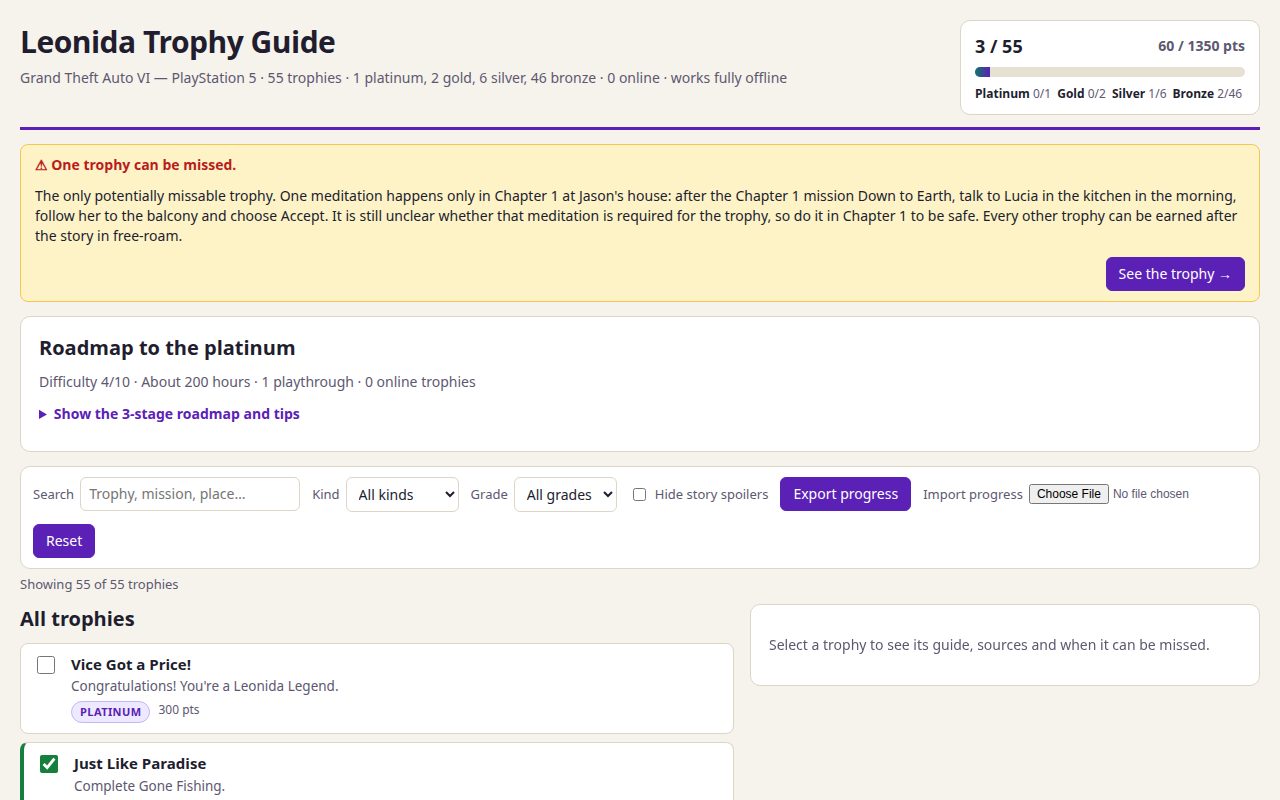 Leonida Trophy Guide
Grand Theft Auto VI — PlayStation 5 · 55 trophies · 1 platinum, 2 gold, 6 silver, 46 bronze · 0 online · works fully offline
3 / 55
60 / 1350 pts
Platinum 0/1 Gold 0/2 Silver 1/6 Bronze 2/46
⚠ One trophy can be missed.
The only potentially missable trophy. One meditation happens only in Chapter 1 at Jason's house: after the Chapter 1 mission Down to Earth, talk to Lucia in the kitchen in the morning,
follow her to the balcony and choose Accept. It is still unclear whether that meditation is required for the trophy, so do it in Chapter 1 to be safe. Every other trophy can be earned after
the story in free-roam.
See the trophy →
Roadmap to the platinum
Difficulty 4/10 · About 200 hours · 1 playthrough · 0 online trophies
▶ Show the 3-stage roadmap and tips
Search Trophy, mission, place... Kind All kinds Grade All grades Hide story spoilers Export progress Import progress Choose File No file chosen
Reset
Showing 55 of 55 trophies
All trophies
Vice Got a Price!
Congratulations! You're a Leonida Legend.
PLATINUM 300 pts
Just Like Paradise
Complete Gone Fishing.
Select a trophy to see its guide, sources and when it can be missed.